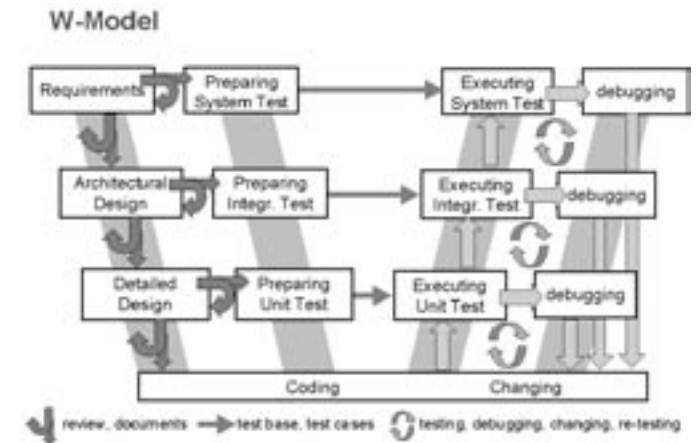 W-Model
Requirements
Preparing
System Test
Executing
System Test
debugging
Architectural
Design
Preparing
Integr. Test
Executing
Integr. Test
debugging
Detailed
Design
Preparing
Unit Test
Executing
Unit Test
debugging
Coding
Changing
review, documents
test base, test cases
testing, debugging, changing, re-testing